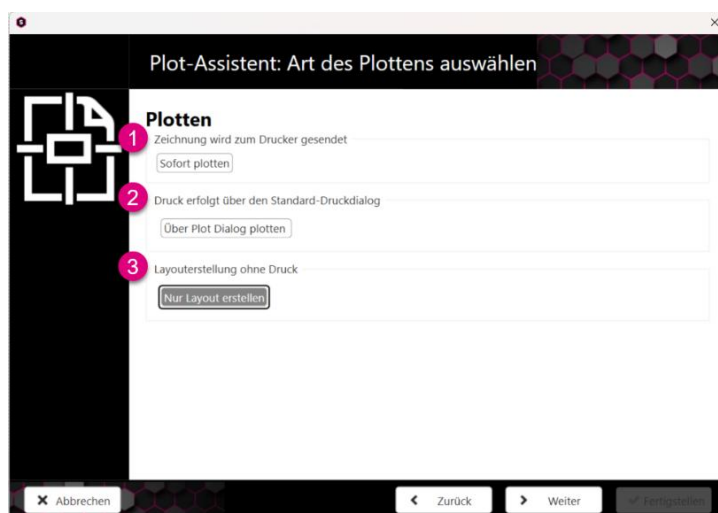 Plot-Assistent: Art des Plottens auswählen
Plotten
1 Zeichnung wird zum Drucker gesendet
Sofort plotten
2 Druck erfolgt über den Standard-Druckdialog
Über Plot Dialog plotten
3 Layouterstellung ohne Druck
Nur Layout erstellen
Abbrechen Zurück Weiter Fertigstellen